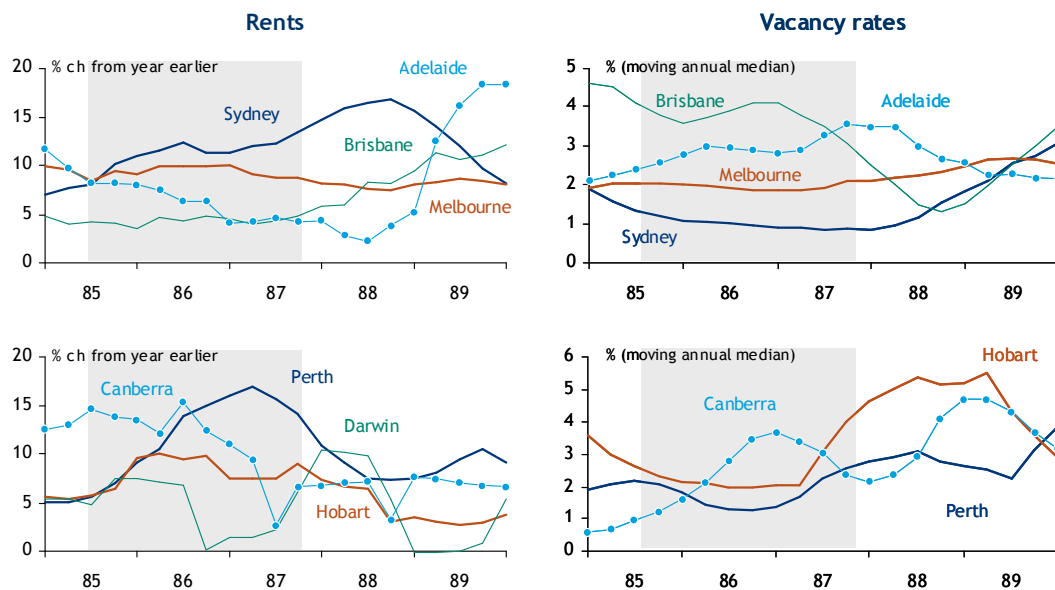 Rents
Vacancy rates
20
% ch from year earlier
15
10
5
0
Adelaide
Sydney
Brisbane
Melbourne
85
86
87
88
89
5
% (moving annual median)
4
3
2
1
0
Brisbane
Adelaide
Melbourne
Sydney
85
86
87
88
89
20
% ch from year earlier
15
10
5
0
Canberra
Perth
Darwin
Hobart
85
86
87
88
89
6
% (moving annual median)
5
4
3
2
1
0
Hobart
Canberra
Perth
85
86
87
88
89